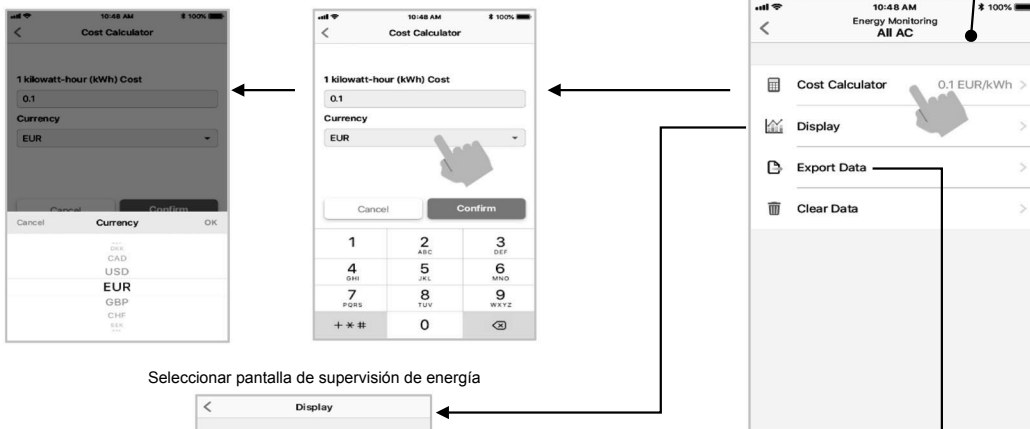 10:48 AM
100%
Cost Calculator
1 kilowatt-hour (kWh) Cost
0.1
Currency
EUR
Cancel
Confirm
Cancel
Currency
OK
CAD
USD
EUR
GBP
CHF
EEK
10:48 AM
100%
Cost Calculator
1 kilowatt-hour (kWh) Cost
0.1
Currency
EUR
Cancel
Confirm
1
2
ABC
3
DEF
4
GHI
5
JKL
6
MNO
7
PQRS
8
TUV
9
WXYZ
+ * #
0
10:48 AM
100%
Energy Monitoring
All AC
Cost Calculator
0.1 EUR/kWh
Display
Export Data
Clear Data
Seleccionar pantalla de supervisión de energía
Display